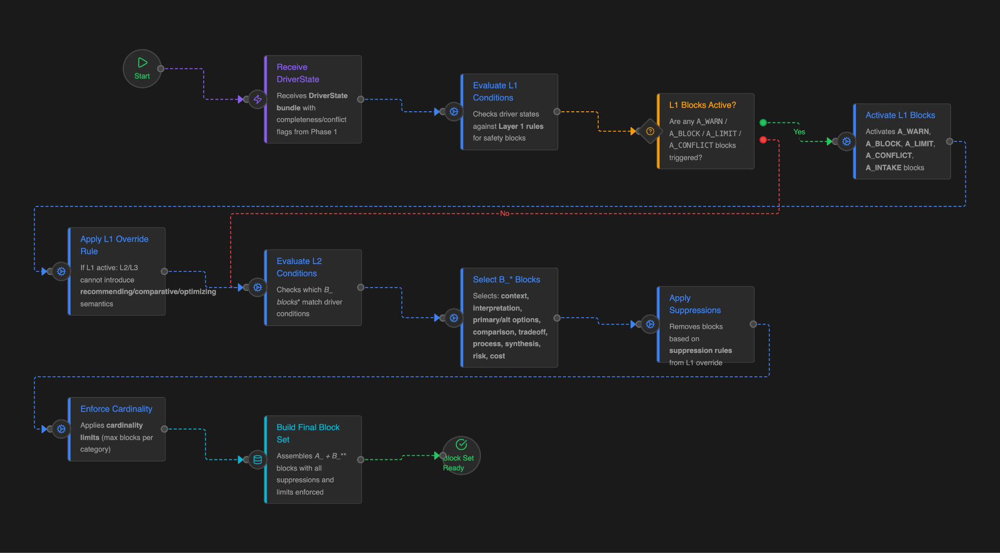 Start
Receive
DriverState
Receives DriverState
bundle with
completeness/conflict
flags from Phase 1
Evaluate L1
Conditions
Checks driver states
against Layer 1 rules
for safety blocks
L1 Blocks Active?
Are any A_WARN /
A_BLOCK / A_LIMIT /
A_CONFLICT blocks
triggered?
Yes
No
Activate L1 Blocks
Activates A_WARN,
A_BLOCK, A_LIMIT,
A_CONFLICT,
A_INTAKE blocks
Apply L1 Override
Rule
If L1 active: L2/L3
cannot introduce
recommending/comparative/optimizing
semantics
Evaluate L2
Conditions
Checks which B_
blocks* match driver
conditions
Select B_* Blocks
Selects: context,
interpretation,
primary/alt options,
comparison, tradeoff,
process, synthesis,
risk, cost
Apply
Suppressions
Removes blocks
based on
suppression rules
from L1 override
Enforce Cardinality
Applies cardinality
limits (max blocks per
category)
Build Final Block
Set
Assembles A_ + B_**
blocks with all
suppressions and
limits enforced
Block Set
Ready